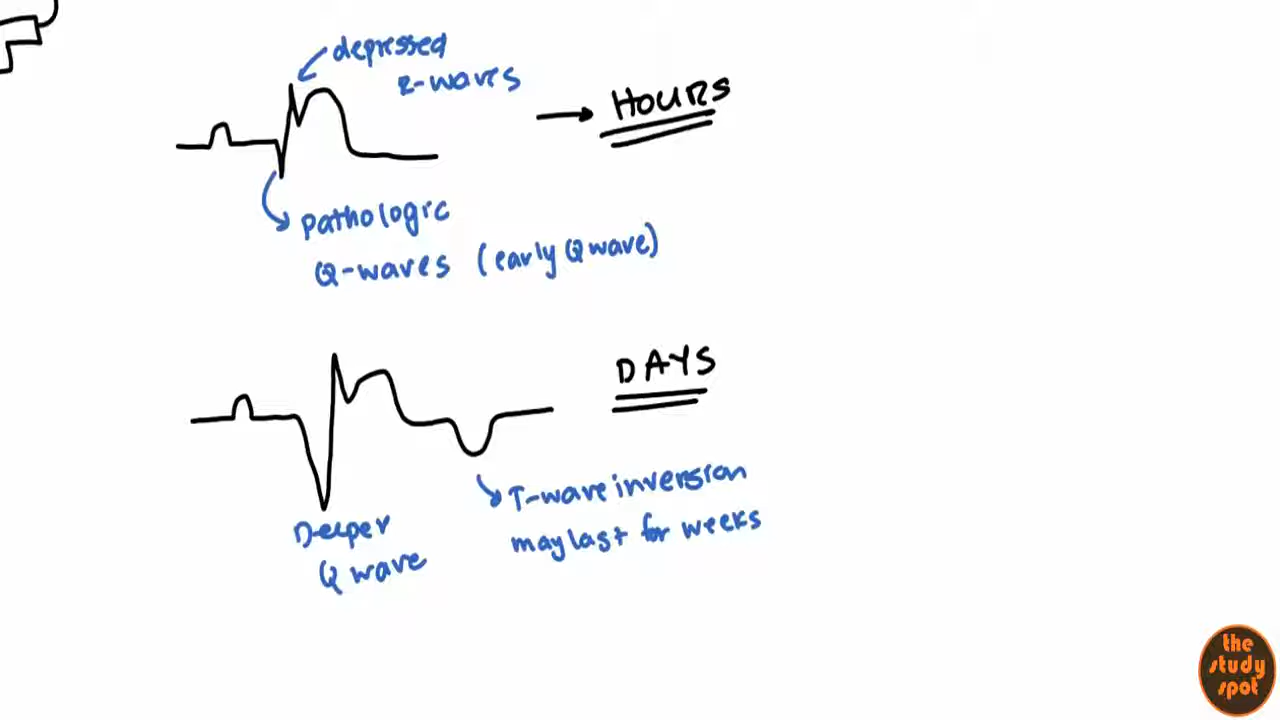 depressed
R-waves
HOURS
pathologic
Q-waves (early Q wave)
DAYS
T-wave inversion
may last for weeks
Deeper
Q wave
the
study
spot